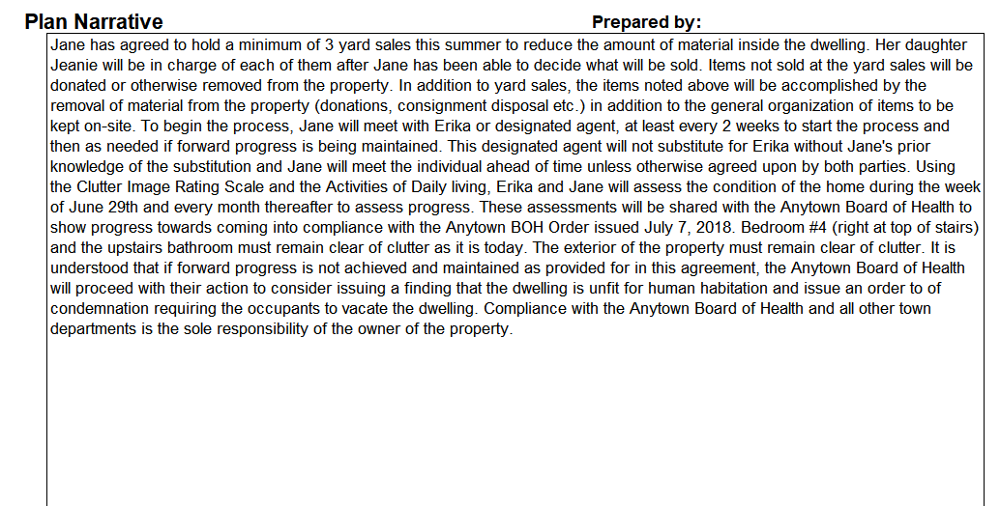 Plan Narrative Prepared by:
Jane has agreed to hold a minimum of 3 yard sales this summer to reduce the amount of material inside the dwelling. Her daughter
Jeanie will be in charge of each of them after Jane has been able to decide what will be sold. Items not sold at the yard sales will be
donated or otherwise removed from the property. In addition to yard sales, the items noted above will be accomplished by the
removal of material from the property (donations, consignment disposal etc.) in addition to the general organization of items to be
kept on-site. To begin the process, Jane will meet with Erika or designated agent, at least every 2 weeks to start the process and
then as needed if forward progress is being maintained. This designated agent will not substitute for Erika without Jane's prior
knowledge of the substitution and Jane will meet the individual ahead of time unless otherwise agreed upon by both parties. Using
the Clutter Image Rating Scale and the Activities of Daily living, Erika and Jane will assess the condition of the home during the week
of June 29th and every month thereafter to assess progress. These assessments will be shared with the Anytown Board of Health to
show progress towards coming into compliance with the Anytown BOH Order issued July 7, 2018. Bedroom #4 (right at top of stairs)
and the upstairs bathroom must remain clear of clutter as it is today. The exterior of the property must remain clear of clutter. It is
understood that if forward progress is not achieved and maintained as provided for in this agreement, the Anytown Board of Health
will proceed with their action to consider issuing a finding that the dwelling is unfit for human habitation and issue an order to of
condemnation requiring the occupants to vacate the dwelling. Compliance with the Anytown Board of Health and all other town
departments is the sole responsibility of the owner of the property.